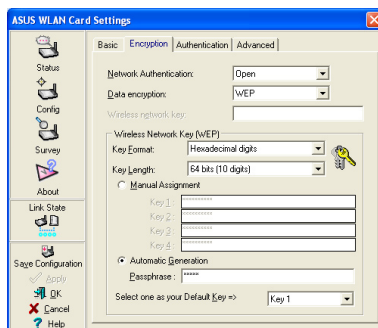 ASUS WLAN Card Settings
Status
Config
Survey
About
Link State
Save Configuration
Apply
OK
Cancel
Help
Basic
Encryption
Authentication
Advanced
Network Authentication:
Open
Data encryption:
WEP
Wireless network key:
Wireless Network Key (WEP)
Key Format:
Hexadecimal digits
Key Length:
64 bits (10 digits)
Manual Assignment
Key 1: **********
Key 2: **********
Key 3: **********
Key 4: **********
Automatic Generation
Passphrase : *****
Select one as your Default Key =>
Key 1